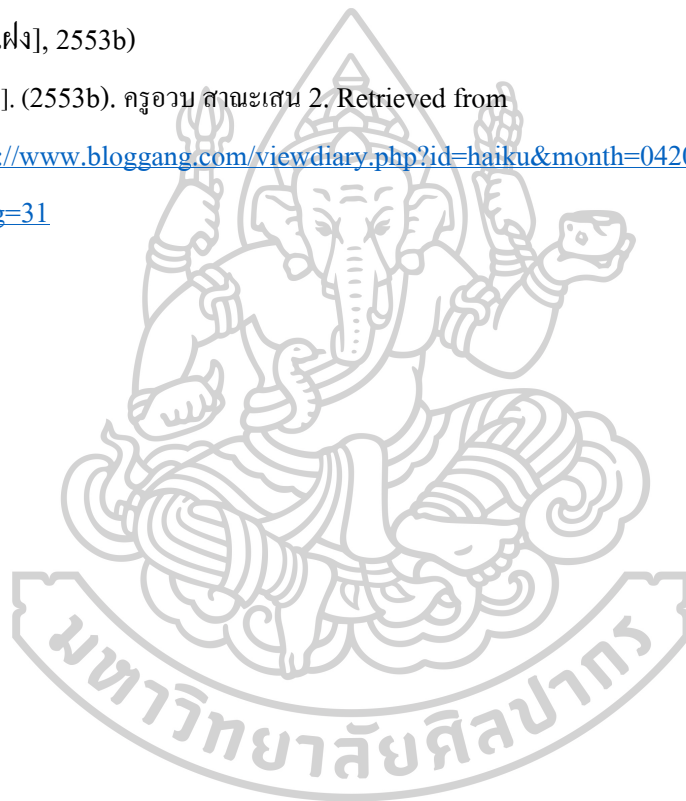 ฝง], 2553b)
]. (2553b). ครูอวบ สาณะเสน 2. Retrieved from
://www.bloggang.com/viewdiary.php?id=haiku&month=042
g=31
มหาวิทยาลัยศิลปากร